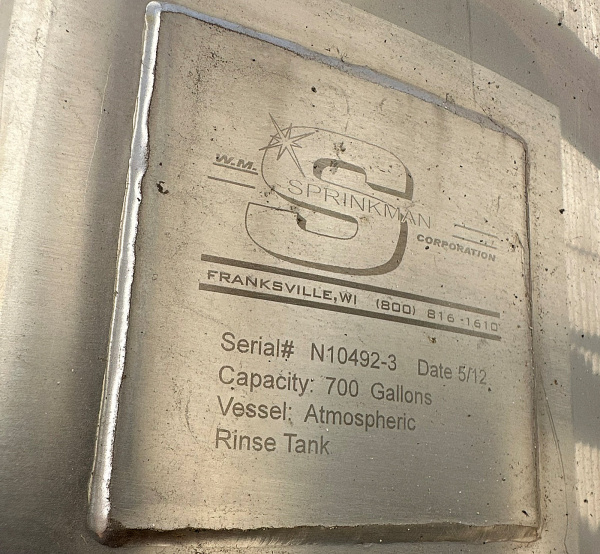 W.M.
S
SPRINKMAN
CORPORATION
FRANKSVILLE,WI (800) 816-1610
Serial# N10492-3 Date 5/12
Capacity: 700 Gallons
Vessel: Atmospheric
Rinse Tank